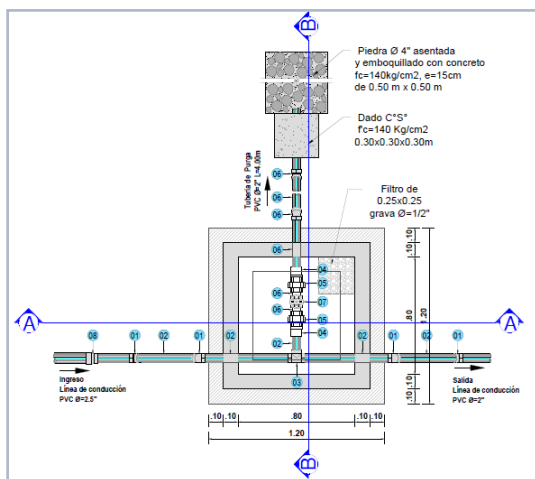 B
Piedra Ø 4" asentada
y emboquillado con concreto
fc=140kg/cm2, e=15cm
de 0.50 m x 0.50 m
Dado C°S°
f'c=140 Kg/cm2
0.30x0.30x0.30m
Tubería de Purga
PVC Ø=2" L=4.00m
06
06
06
Filtro de
0.25x0.25
grava Ø=1/2"
06
04
05
06
07
06
05
04
02
.10
.10
.80
1.20
.10
.10
A
A
08
01
02
01
02
02
01
02
01
03
Ingreso
Línea de conducción
PVC Ø=2.5"
Salida
Línea de conducción
PVC Ø=2"
.10
.10
.80
.10
.10
1.20
B